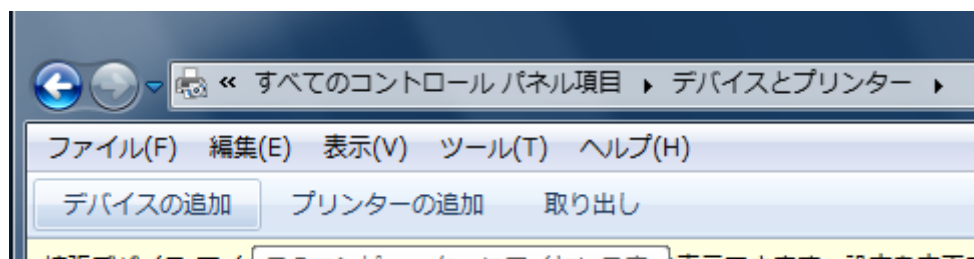 « すべてのコントロール パネル項目 ▸ デバイスとプリンター ▸
ファイル(F) 編集(E) 表示(V) ツール(T) ヘルプ(H)
デバイスの追加 プリンターの追加 取り出し